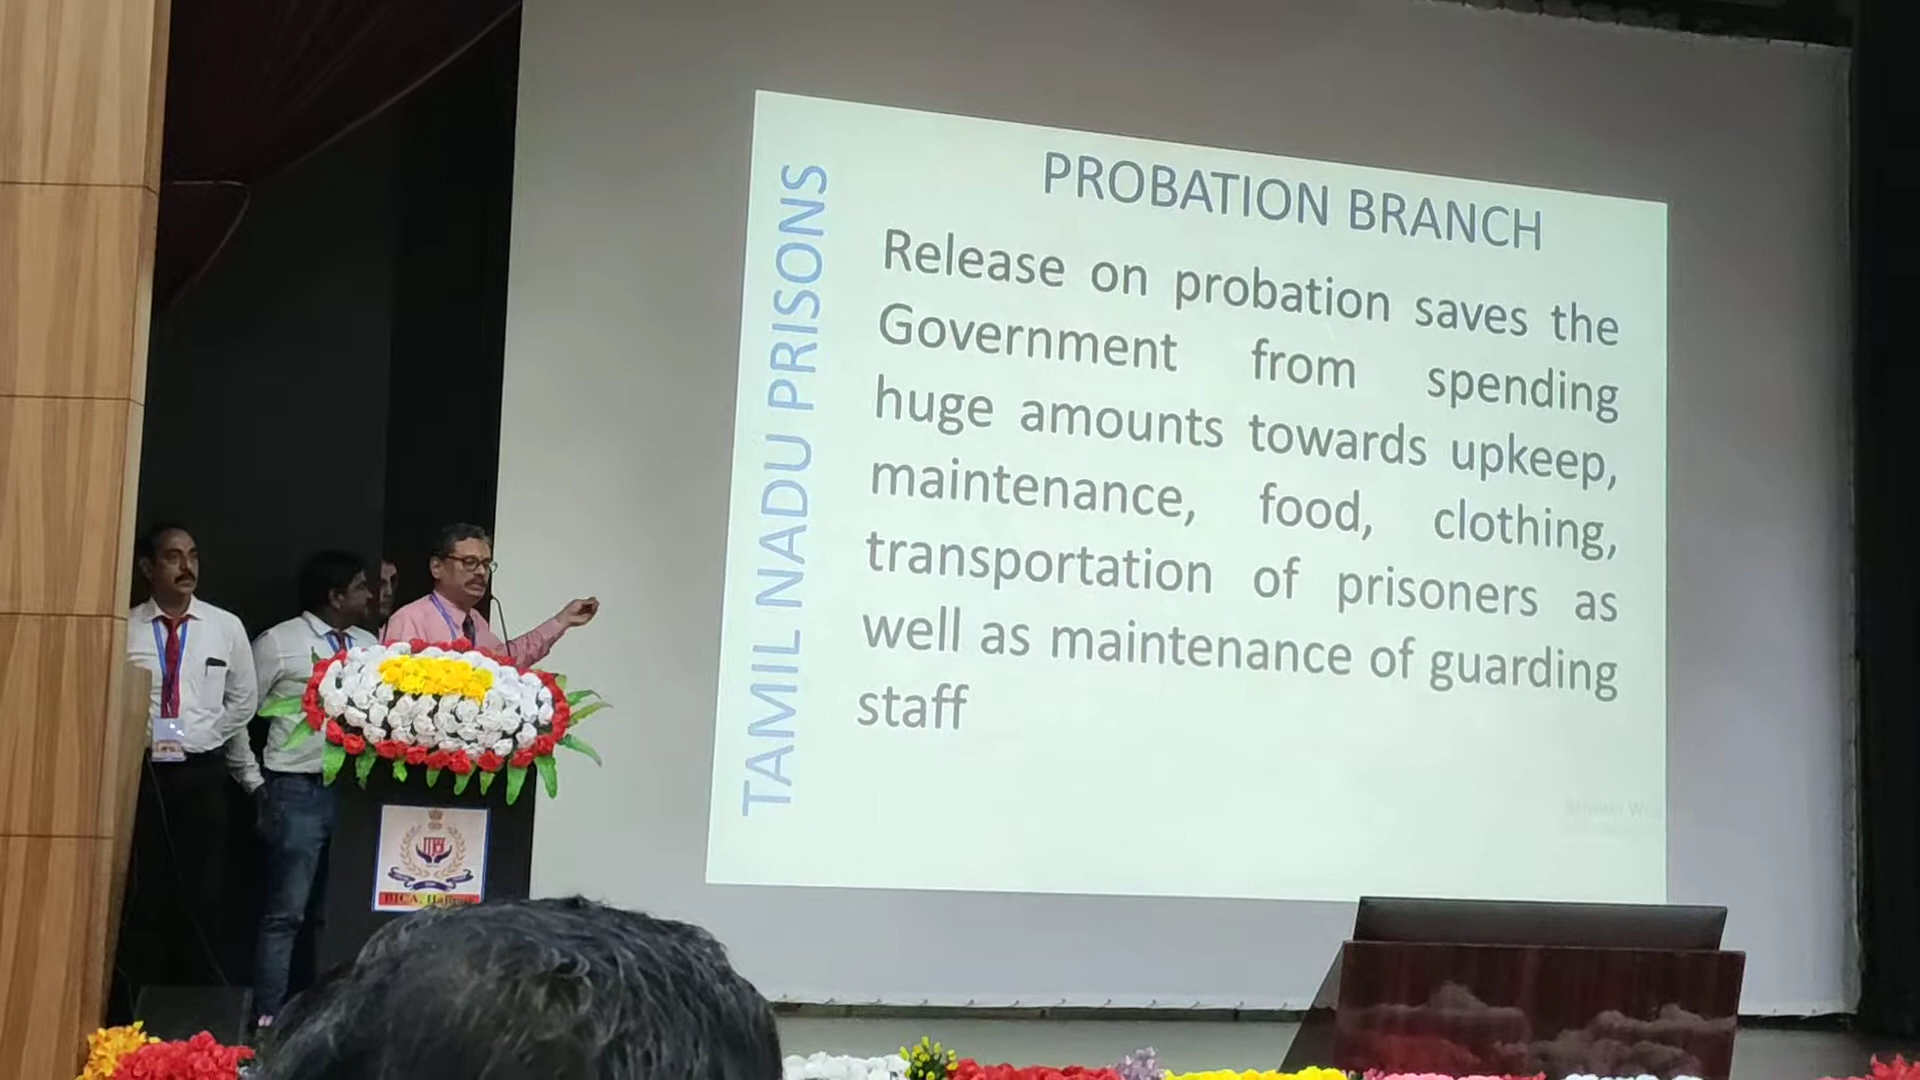 TAMIL NADU PRISONS
PROBATION BRANCH
Release on probation saves the
Government from spending
huge amounts towards upkeep,
maintenance, food, clothing,
transportation of prisoners as
well as maintenance of guarding
staff
BICA,